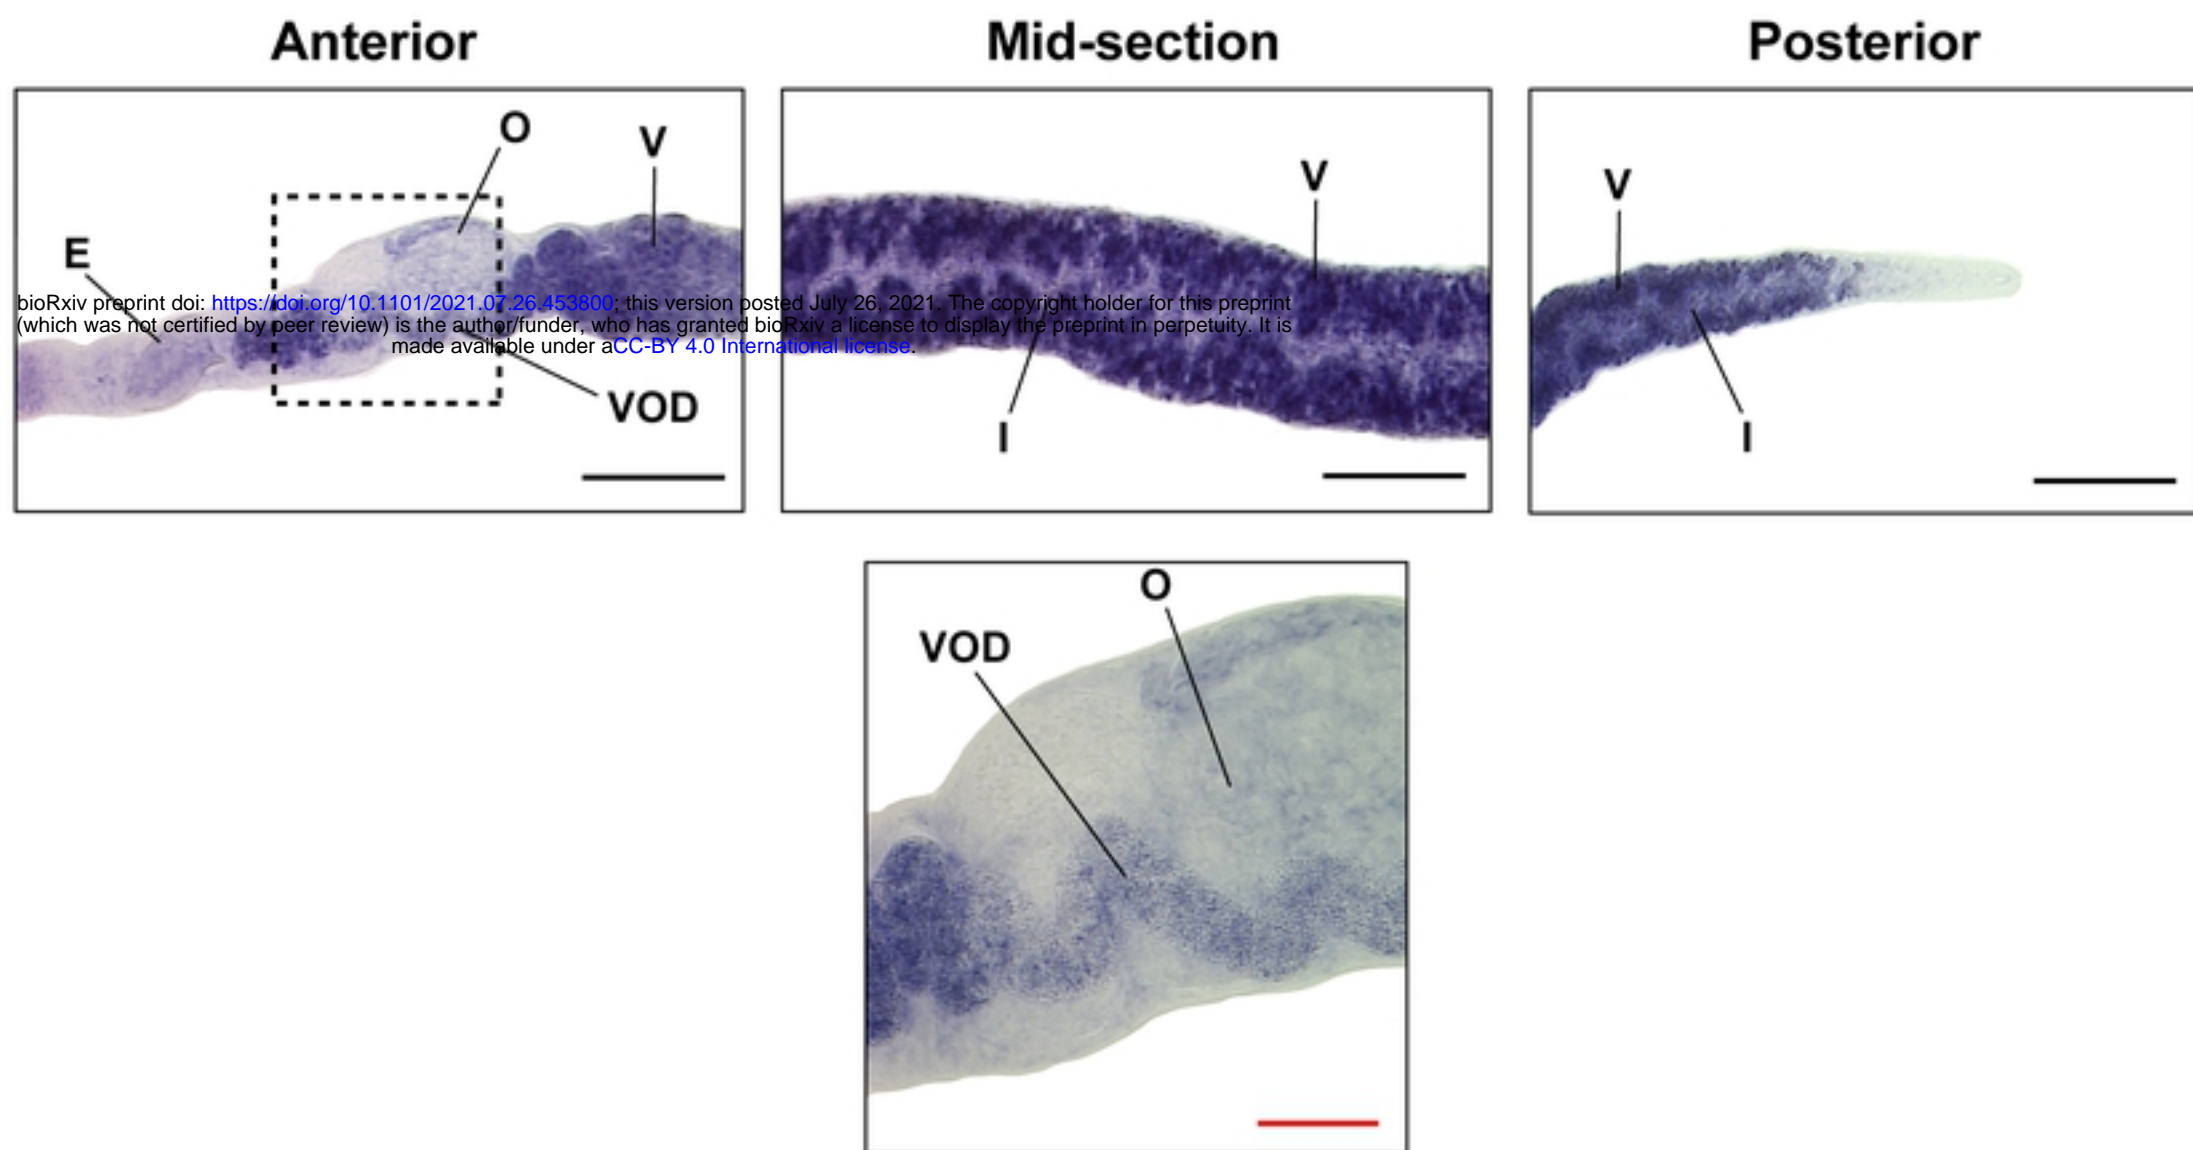 Anterior
Mid-section
Posterior
O
V
E
VOD
V
I
V
I
bioRxiv preprint doi: https://doi.org/10.1101/2021.07.26.453800; this version posted July 26, 2021. The copyright holder for this preprint
(which was not certified by peer review) is the author/funder, who has granted bioRxiv a license to display the preprint in perpetuity. It is
made available under aCC-BY 4.0 International license.
O
VOD